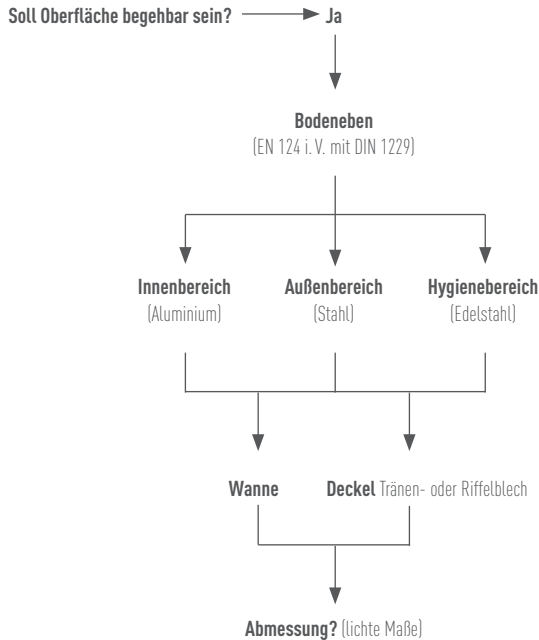 Soll Oberfläche begehbar sein? Ja
Bodeneben
(EN 124 i. V. mit DIN 1229)
Innenbereich Außenbereich Hygienebereich
(Aluminium) (Stahl) (Edelstahl)
Wanne Deckel Tränen- oder Riffelblech
Abmessung? (lichte Maße)